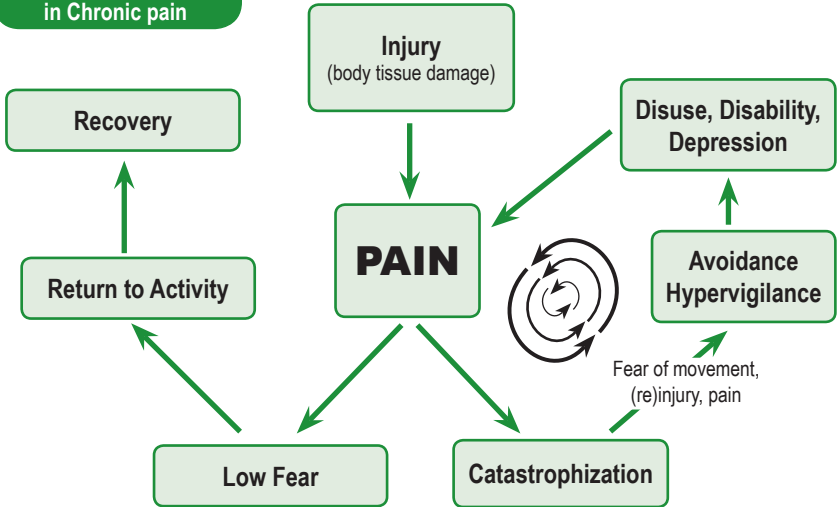 in Chronic pain
Injury
(body tissue damage)
Recovery
Disuse, Disability,
Depression
PAIN
Return to Activity
Avoidance
Hypervigilance
Fear of movement,
(re)injury, pain
Low Fear
Catastrophization